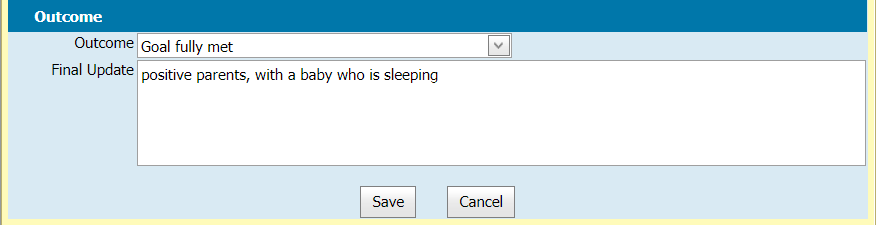 Outcome
Outcome Goal fully met
Final Update positive parents, with a baby who is sleeping
Save Cancel